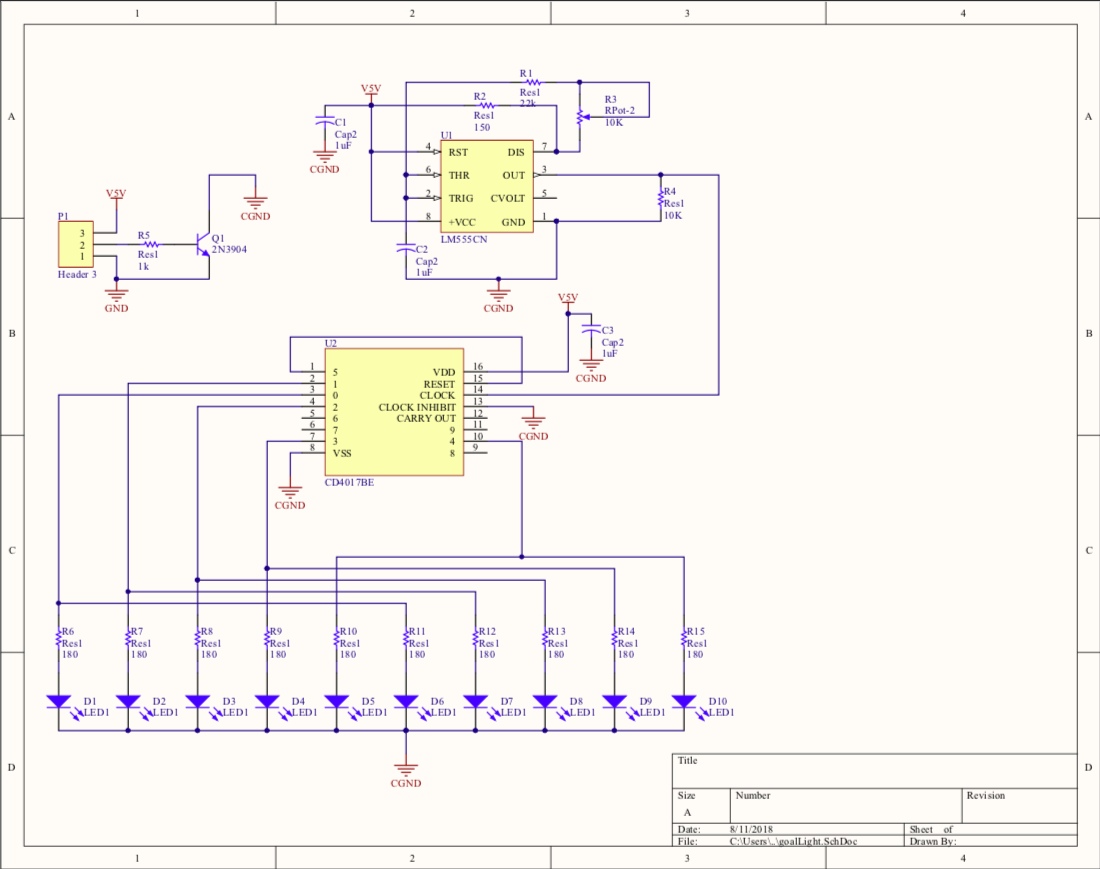 1 2 3 4
A A
B B
C C
D D
V5V
C1
Cap2
1uF
CGND
R2
Res1
150
R1
Res1
22k
R3
RPot-2
10K
U1
4 RST DIS 7
6 THR OUT 3
2 TRIG CVOLT 5
8 +VCC GND 1
LM555CN
R4
Res1
10K
C2
Cap2
1uF
CGND
V5V
P1
3
2
1
Header 3
R5
Res1
1k
Q1
2N3904
CGND
GND
V5V
C3
Cap2
1uF
CGND
U2
1 5 VDD 16
2 1 RESET 15
3 0 CLOCK 14
4 2 CLOCK INHIBIT 13
5 6 CARRY OUT 12
6 7 9 11
7 3 4 10
8 VSS 8 9
CD4017BE
CGND
CGND
R6 R7 R8 R9 R10 R11 R12 R13 R14 R15
Res1 Res1 Res1 Res1 Res1 Res1 Res1 Res1 Res1 Res1
180 180 180 180 180 180 180 180 180 180
D1 D2 D3 D4 D5 D6 D7 D8 D9 D10
LED1 LED1 LED1 LED1 LED1 LED1 LED1 LED1 LED1 LED1
CGND
Title
Size Number Revision
A
Date: 8/11/2018 Sheet of
File: C:\Users\..\goalLight.SchDoc Drawn By:
1 2 3 4